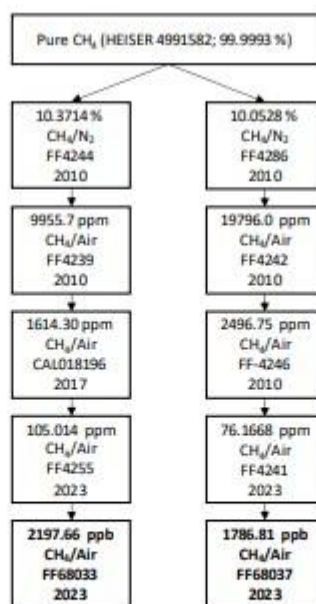 Pure CH₄ (HEISER 4991582; 99.9993 %)
10.3714 %
CH₄/N₂
FF4244
2010
10.0528 %
CH₄/N₂
FF4286
2010
9955.7 ppm
CH₄/Air
FF4239
2010
19796.0 ppm
CH₄/Air
FF4242
2010
1614.30 ppm
CH₄/Air
CAL018196
2017
2496.75 ppm
CH₄/Air
FF-4246
2010
105.014 ppm
CH₄/Air
FF4255
2023
76.1668 ppm
CH₄/Air
FF4241
2023
2197.66 ppb
CH₄/Air
FF68033
2023
1786.81 ppb
CH₄/Air
FF68037
2023